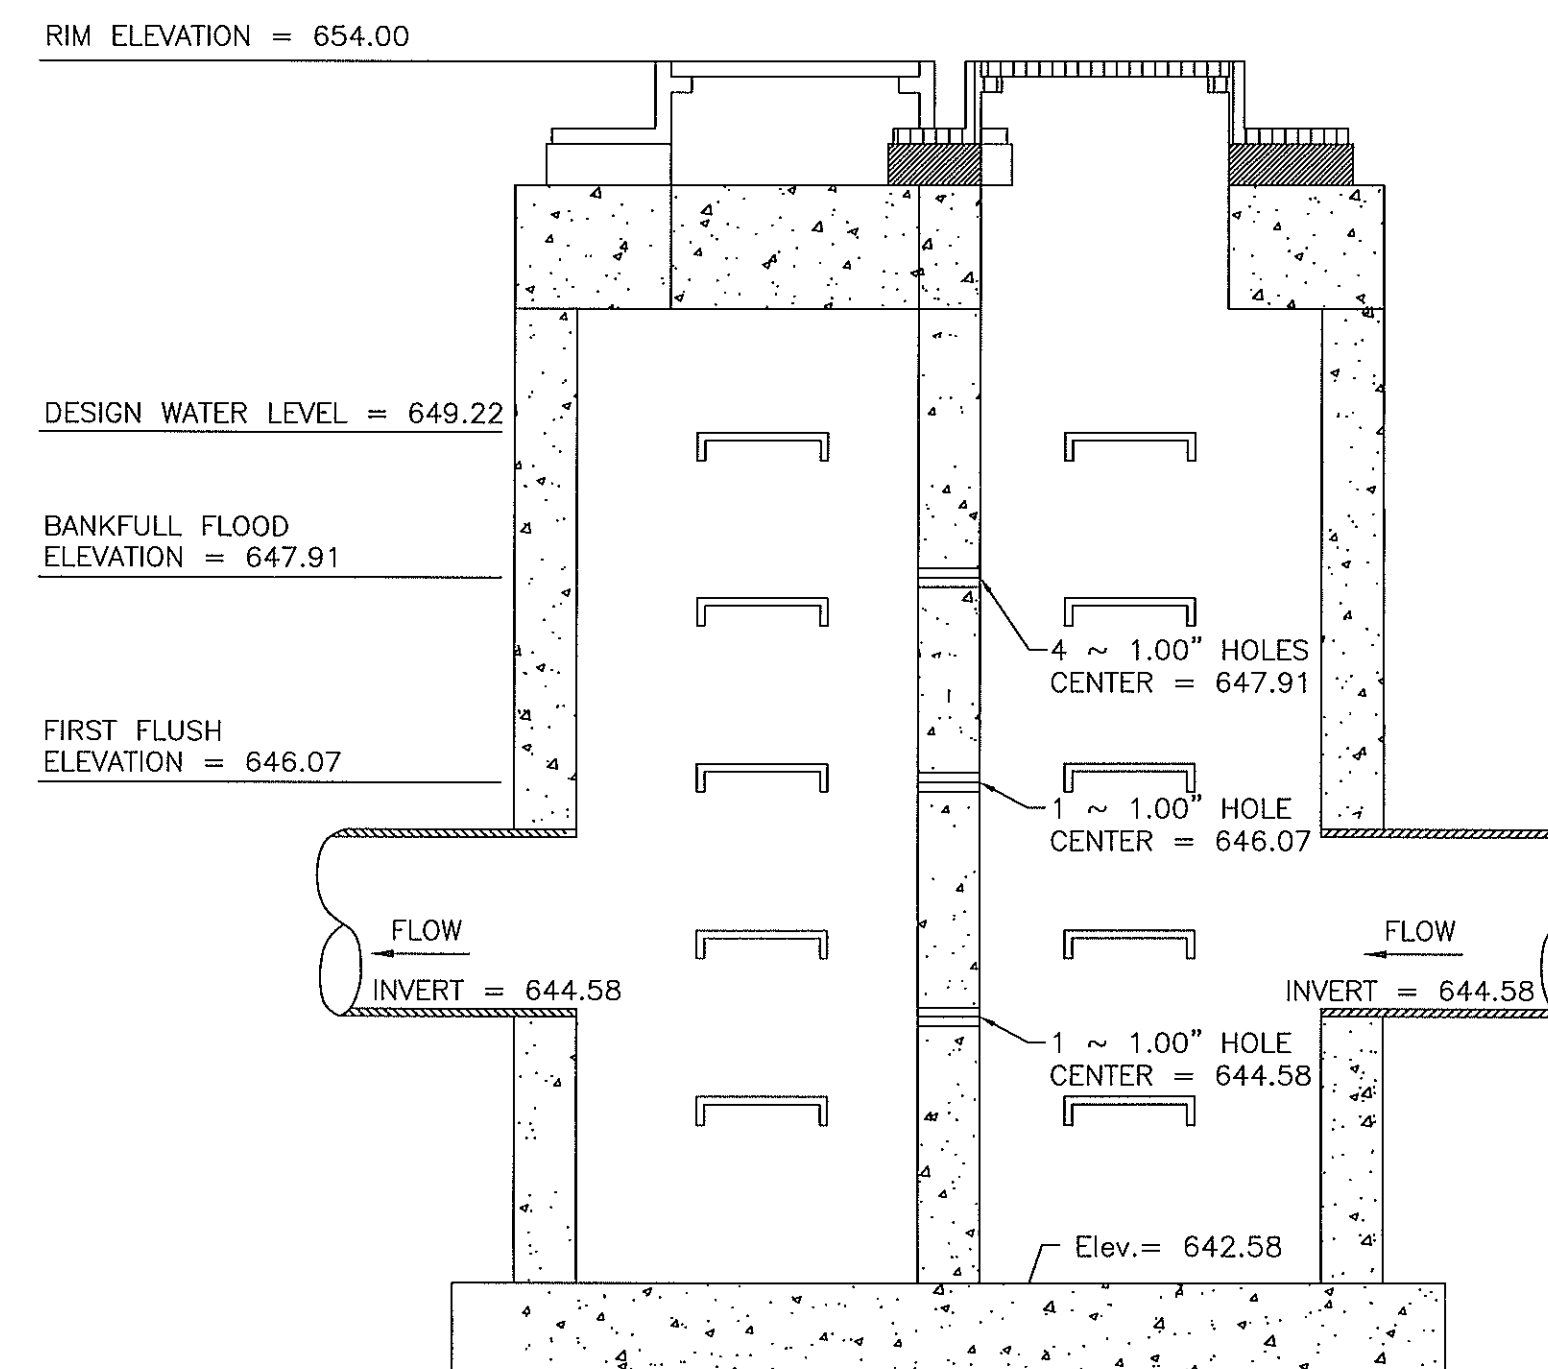 RIM ELEVATION = 654.00
DESIGN WATER LEVEL = 649.22
BANKFULL FLOOD
ELEVATION = 647.91
4 ~ 1.00" HOLES
CENTER = 647.91
FIRST FLUSH
ELEVATION = 646.07
1 ~ 1.00" HOLE
CENTER = 646.07
FLOW
INVERT = 644.58
FLOW
INVERT = 644.58
1 ~ 1.00" HOLE
CENTER = 644.58
Elev.= 642.58